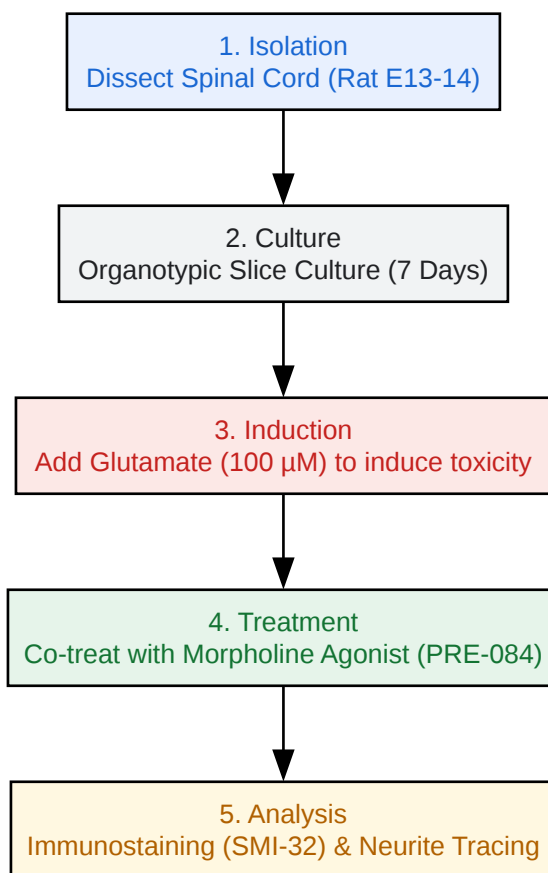 1. Isolation
Dissect Spinal Cord (Rat E13-14)
2. Culture
Organotypic Slice Culture (7 Days)
3. Induction
Add Glutamate (100 µM) to induce toxicity
4. Treatment
Co-treat with Morpholine Agonist (PRE-084)
5. Analysis
Immunostaining (SMI-32) & Neurite Tracing